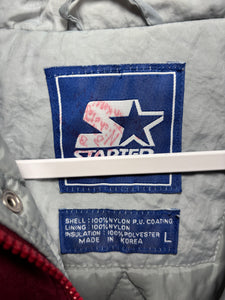 STARTER
SHELL: 100% NYLON P.U. COATING
LINING: 100% NYLON
INSULATION: 100% POLYESTER
MADE IN KOREA
L